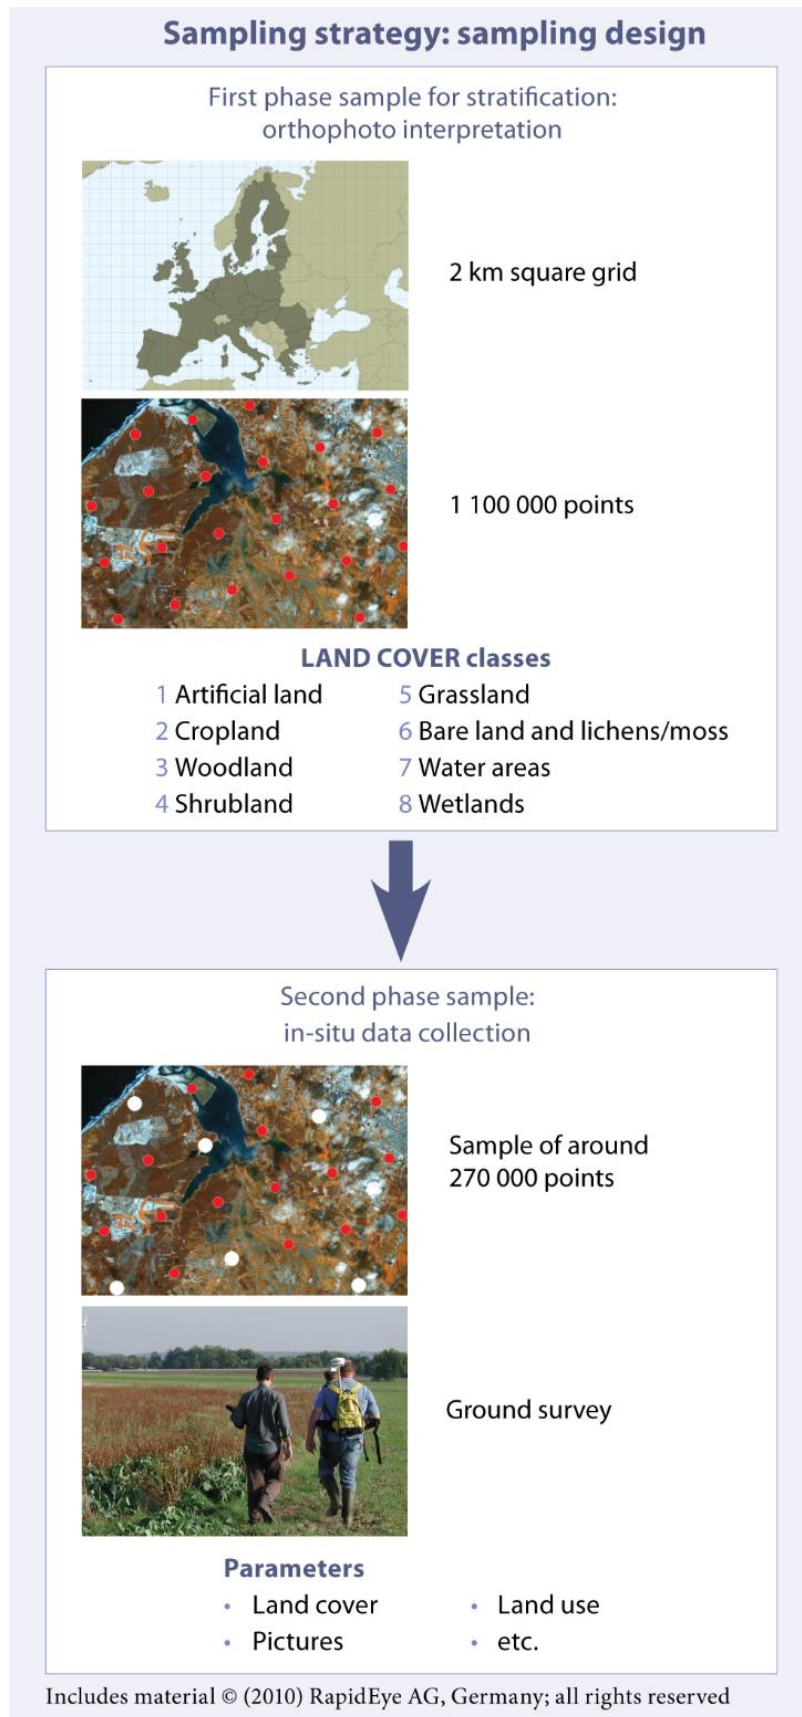 Sampling strategy: sampling design
First phase sample for stratification:
orthophoto interpretation
2 km square grid
1 100 000 points
LAND COVER classes
1 Artificial land
2 Cropland
3 Woodland
4 Shrubland
5 Grassland
6 Bare land and lichens/moss
7 Water areas
8 Wetlands
Second phase sample:
in-situ data collection
Sample of around
270 000 points
Ground survey
Parameters
• Land cover
• Pictures
• Land use
• etc.
Includes material © (2010) RapidEye AG, Germany; all rights reserved